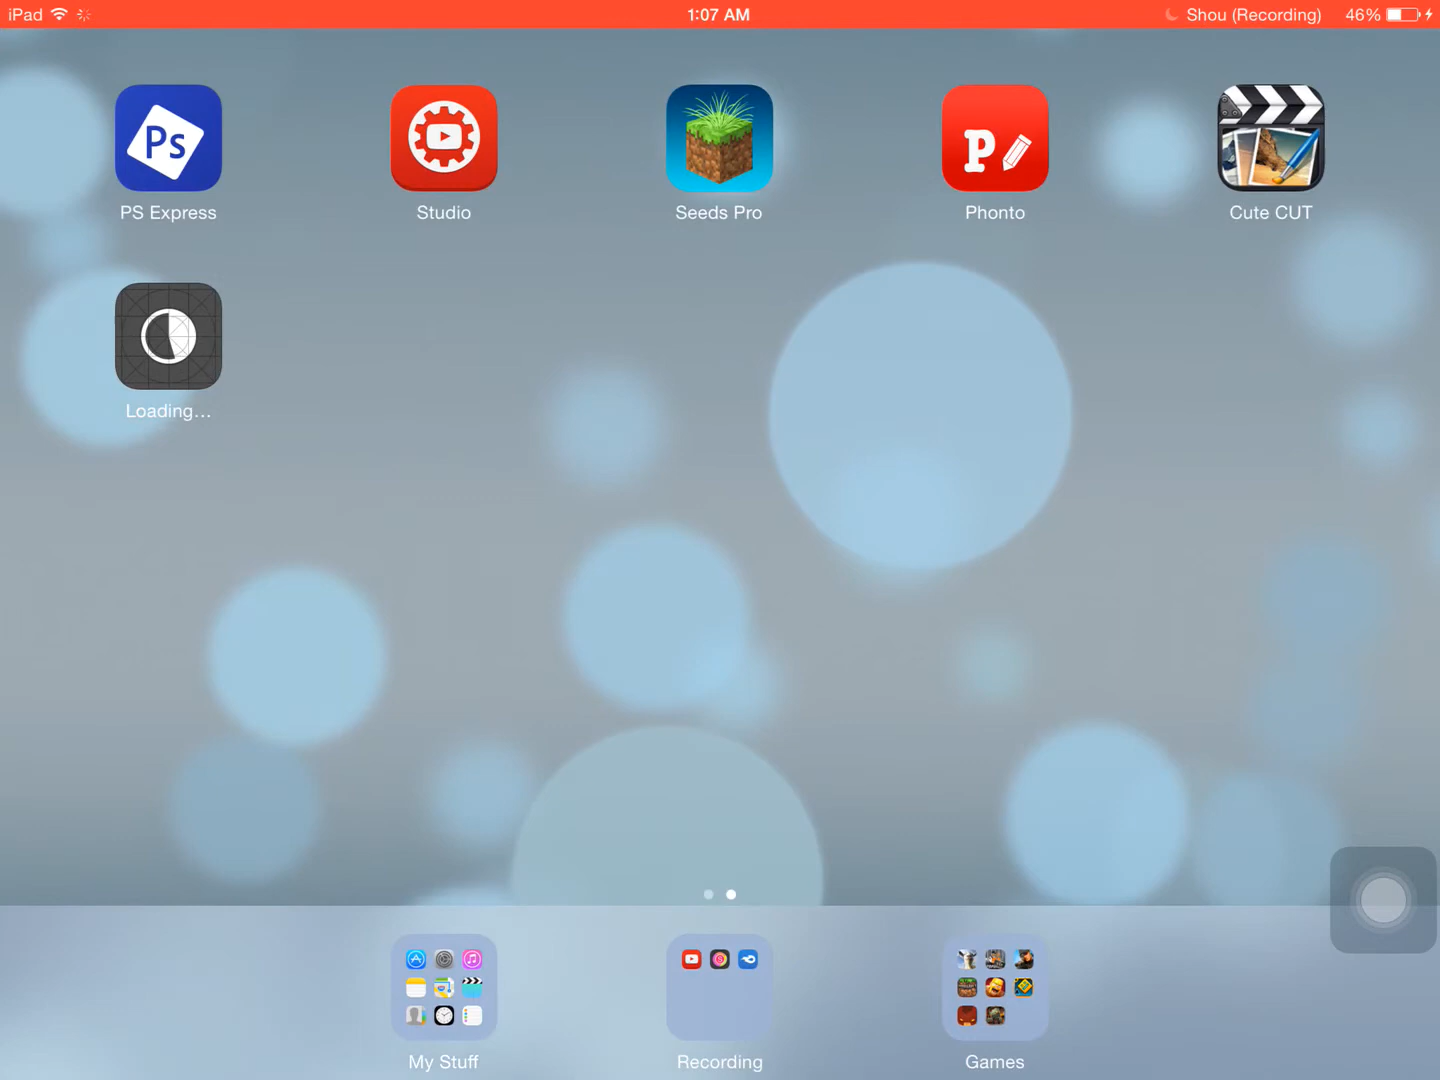 iPad 1:07 AM Shou (Recording) 46%
Ps
P
PS Express Studio Seeds Pro Phonto Cute CUT
Loading...
My Stuff Recording Games